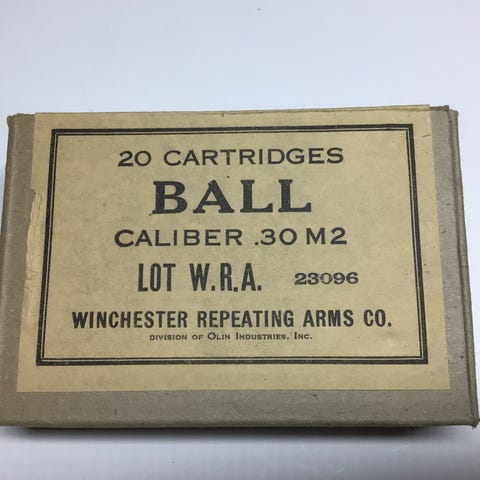 20 CARTRIDGES
BALL
CALIBER .30 M2
LOT W.R.A. 23096
WINCHESTER REPEATING ARMS CO.
DIVISION OF OLIN INDUSTRIES, INC.